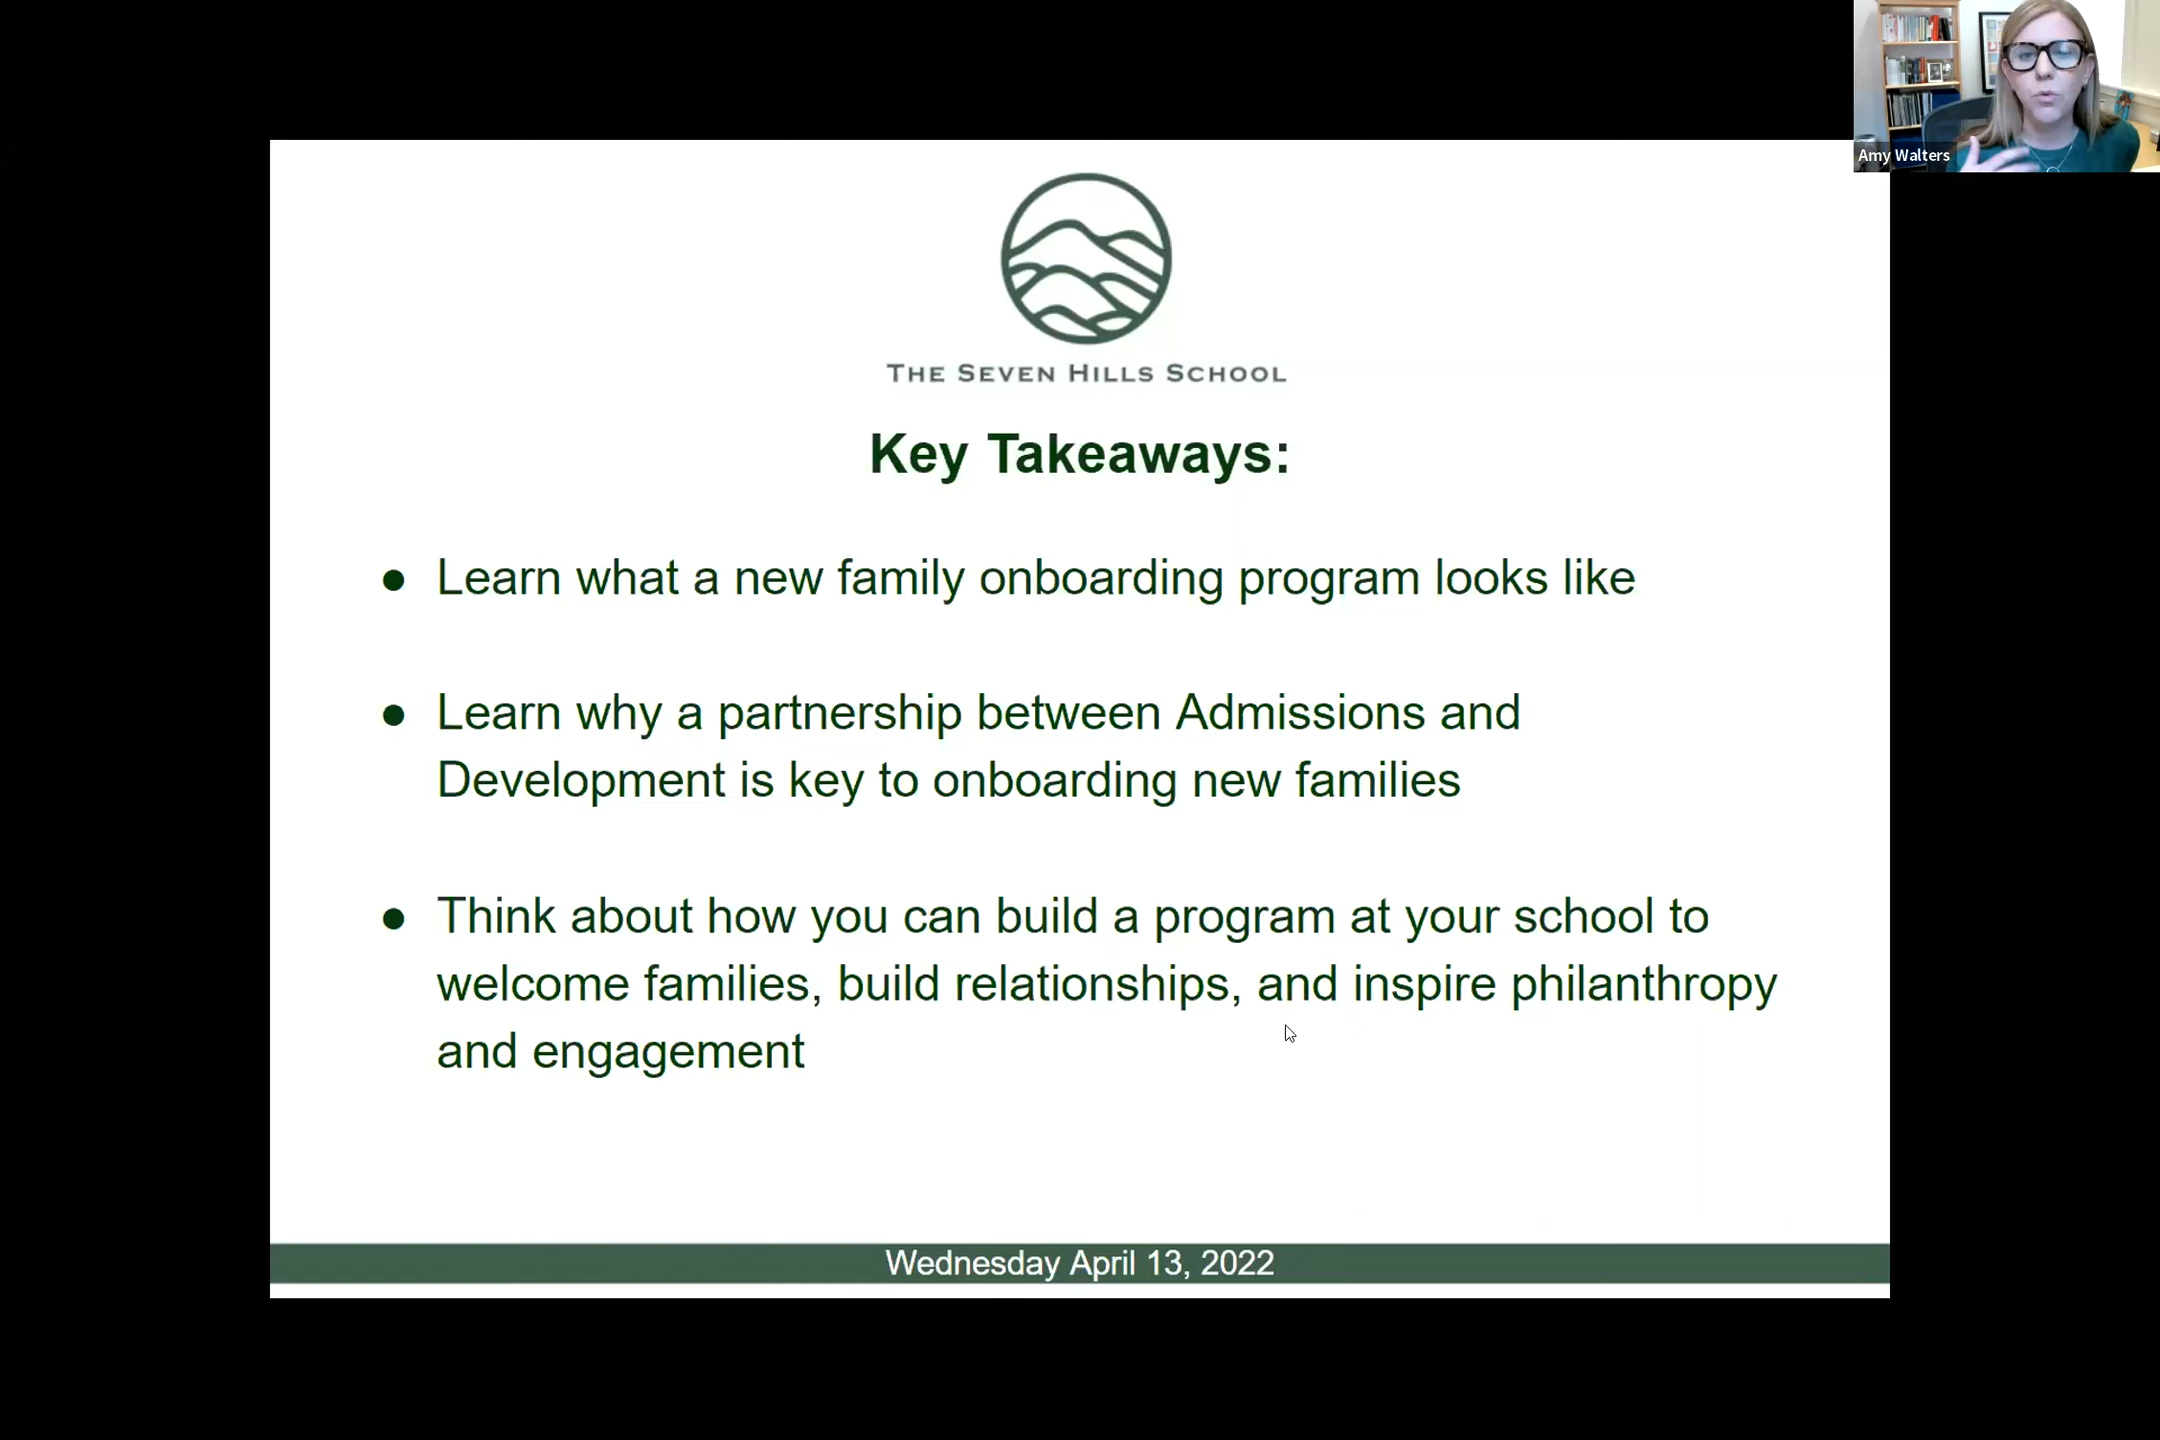 Amy Walters
THE SEVEN HILLS SCHOOL
Key Takeaways:
● Learn what a new family onboarding program looks like
● Learn why a partnership between Admissions and
Development is key to onboarding new families
● Think about how you can build a program at your school to
welcome families, build relationships, and inspire philanthropy
and engagement
Wednesday April 13, 2022